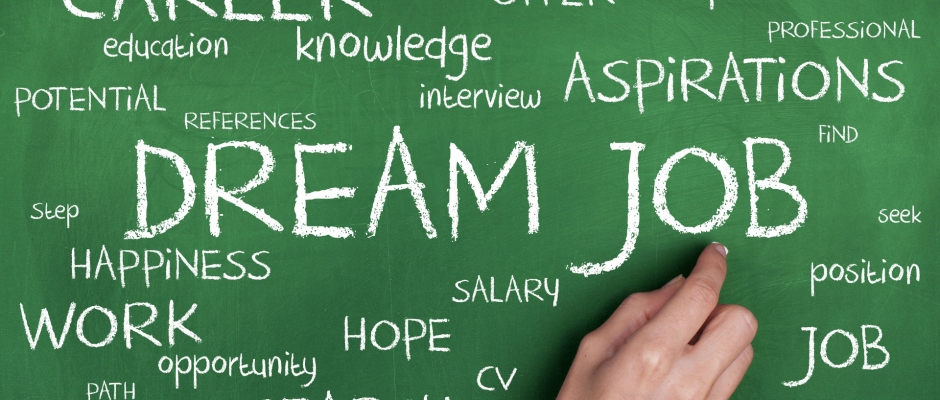 CAREER
education
knowledge
PROFESSiONAL
ASPiRATiONS
POTENTiAL
interview
REFERENCES
FiND
DREAM JOB
Step
seek
HAPPiNESS
position
SALARY
WORK
HOPE
JOB
opportunity
CV
PATH